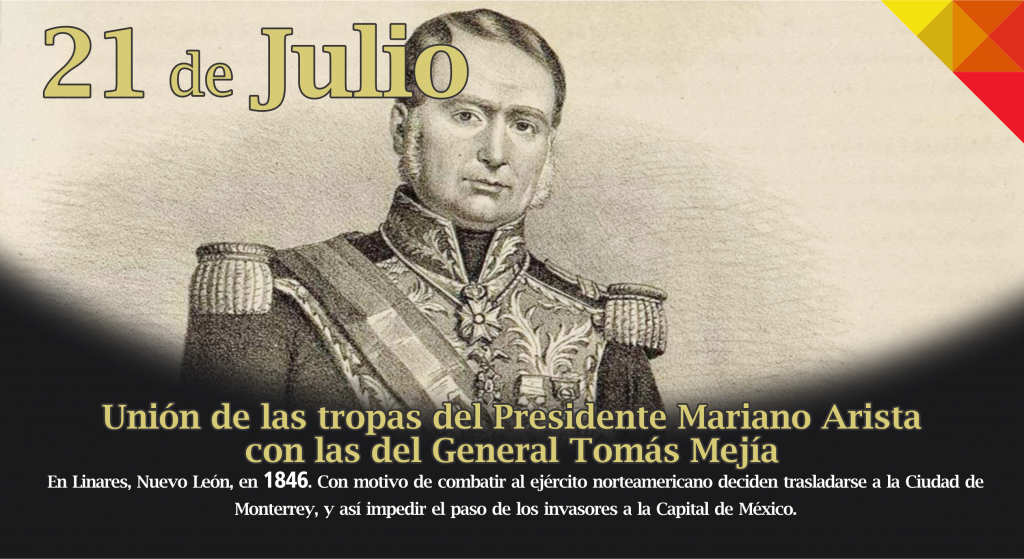 21 de Julio
Unión de las tropas del Presidente Mariano Arista
con las del General Tomás Mejía
En Linares, Nuevo León, en 1846. Con motivo de combatir al ejército norteamericano deciden trasladarse a la Ciudad de
Monterrey, y así impedir el paso de los invasores a la Capital de México.